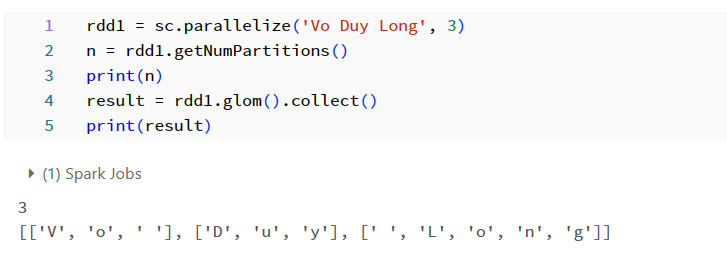 1 rdd1 = sc.parallelize('Vo Duy Long', 3)
2 n = rdd1.getNumPartitions()
3 print(n)
4 result = rdd1.glom().collect()
5 print(result)
(1) Spark Jobs
3
[['V', 'o', ' '], ['D', 'u', 'y'], [' ', 'L', 'o', 'n', 'g']]